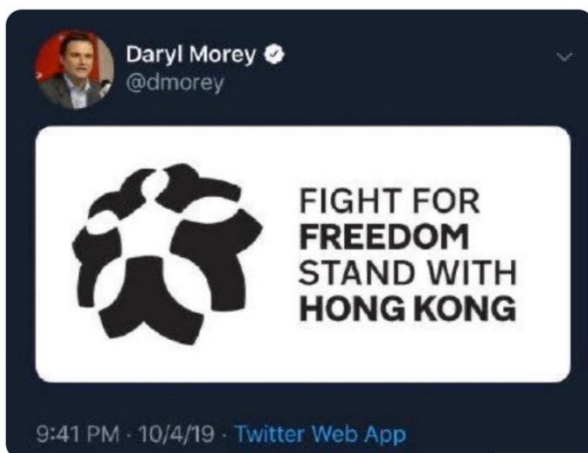 Daryl Morey
@dmorey
FIGHT FOR
FREEDOM
STAND WITH
HONG KONG
9:41 PM · 10/4/19 · Twitter Web App